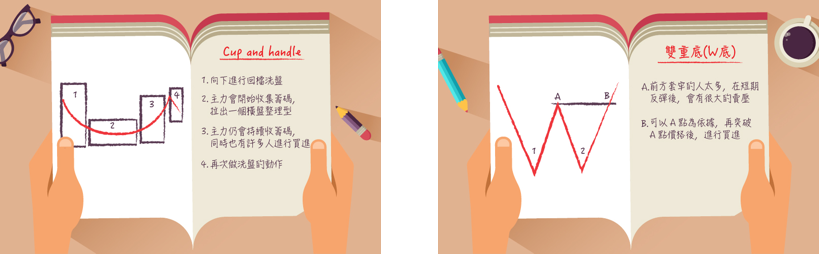 Cup and handle
1.向下進行回檔洗盤
2.主力會開始收集籌碼,
拉出一個橫盤整理型
3.主力仍會持續收籌碼,
同時也有許多人進行買進
4.再次做洗盤的動作
1
2
3
4
雙重底(W底)
A.前方套牢的人太多, 在短期
反彈後, 會有很大的賣壓
B.可以A點為依據, 再突破
A點價格後, 進行買進
A
B
1
2